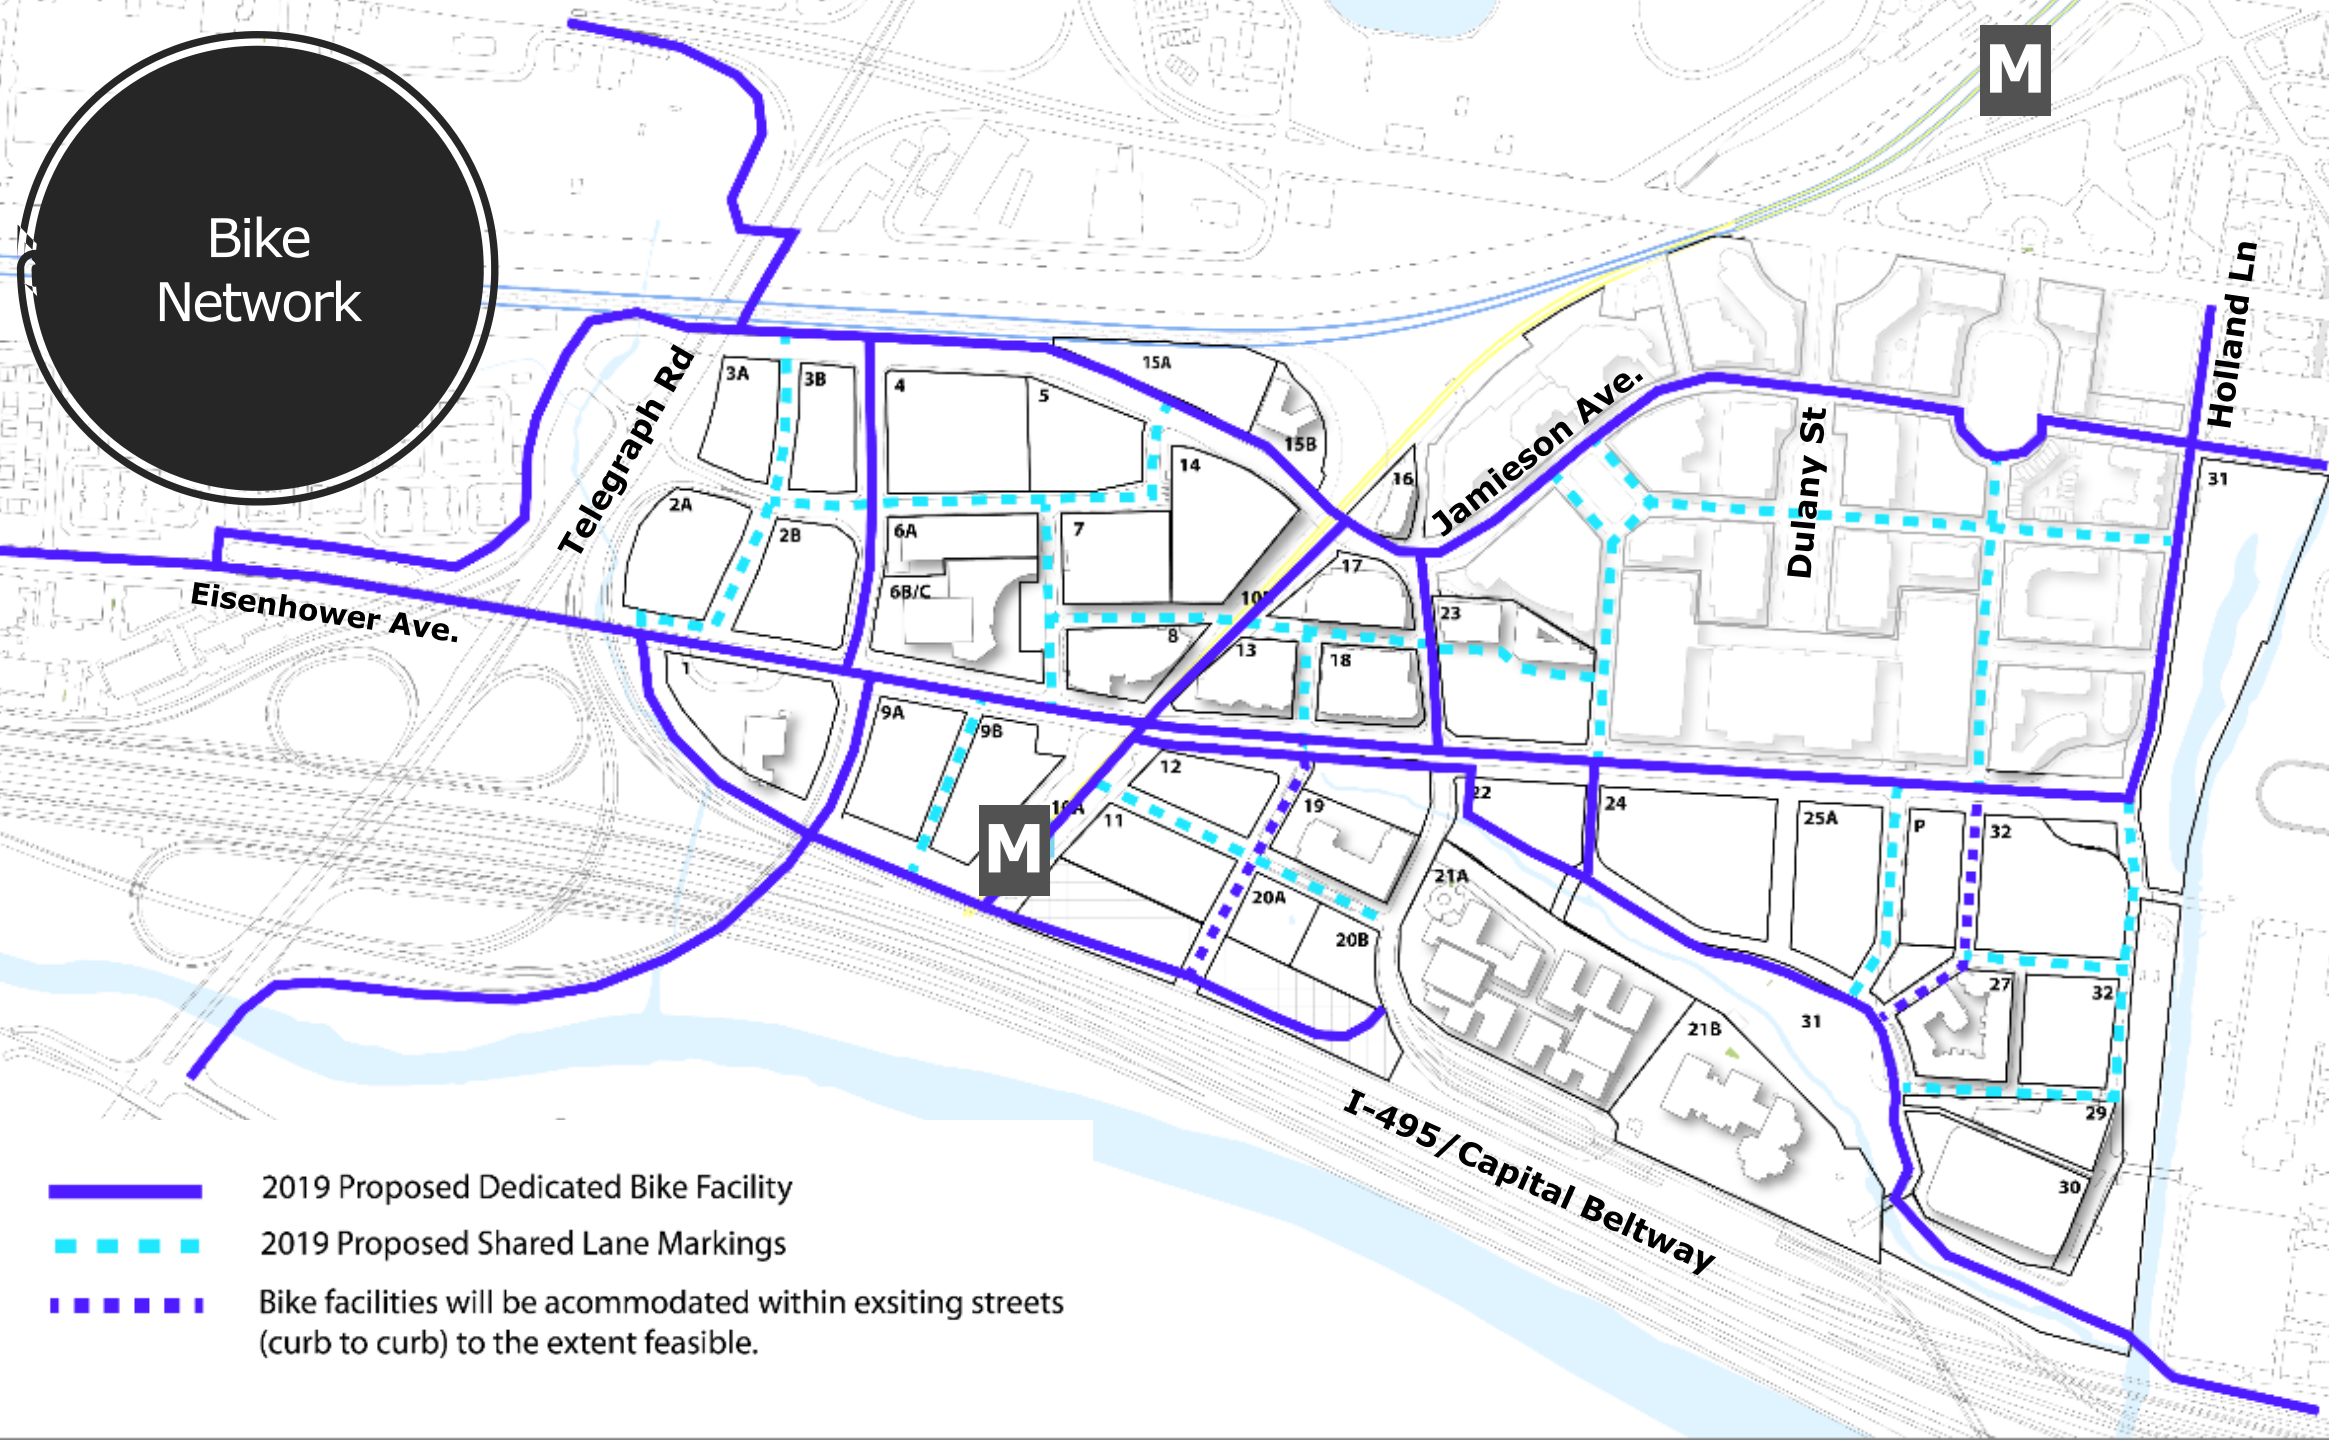 Bike
Network
M
Holland Ln
Telegraph Rd
Jamieson Ave.
Dulany St
Eisenhower Ave.
3A
3B
4
5
15A
15B
16
14
2A
2B
6A
7
6B/C
17
23
8
13
18
1
9A
9B
12
11
19
22
24
25A
P
32
31
20A
20B
21A
27
32
21B
31
29
30
M
I-495/Capital Beltway
2019 Proposed Dedicated Bike Facility
2019 Proposed Shared Lane Markings
Bike facilities will be acommodated within exsiting streets
(curb to curb) to the extent feasible.